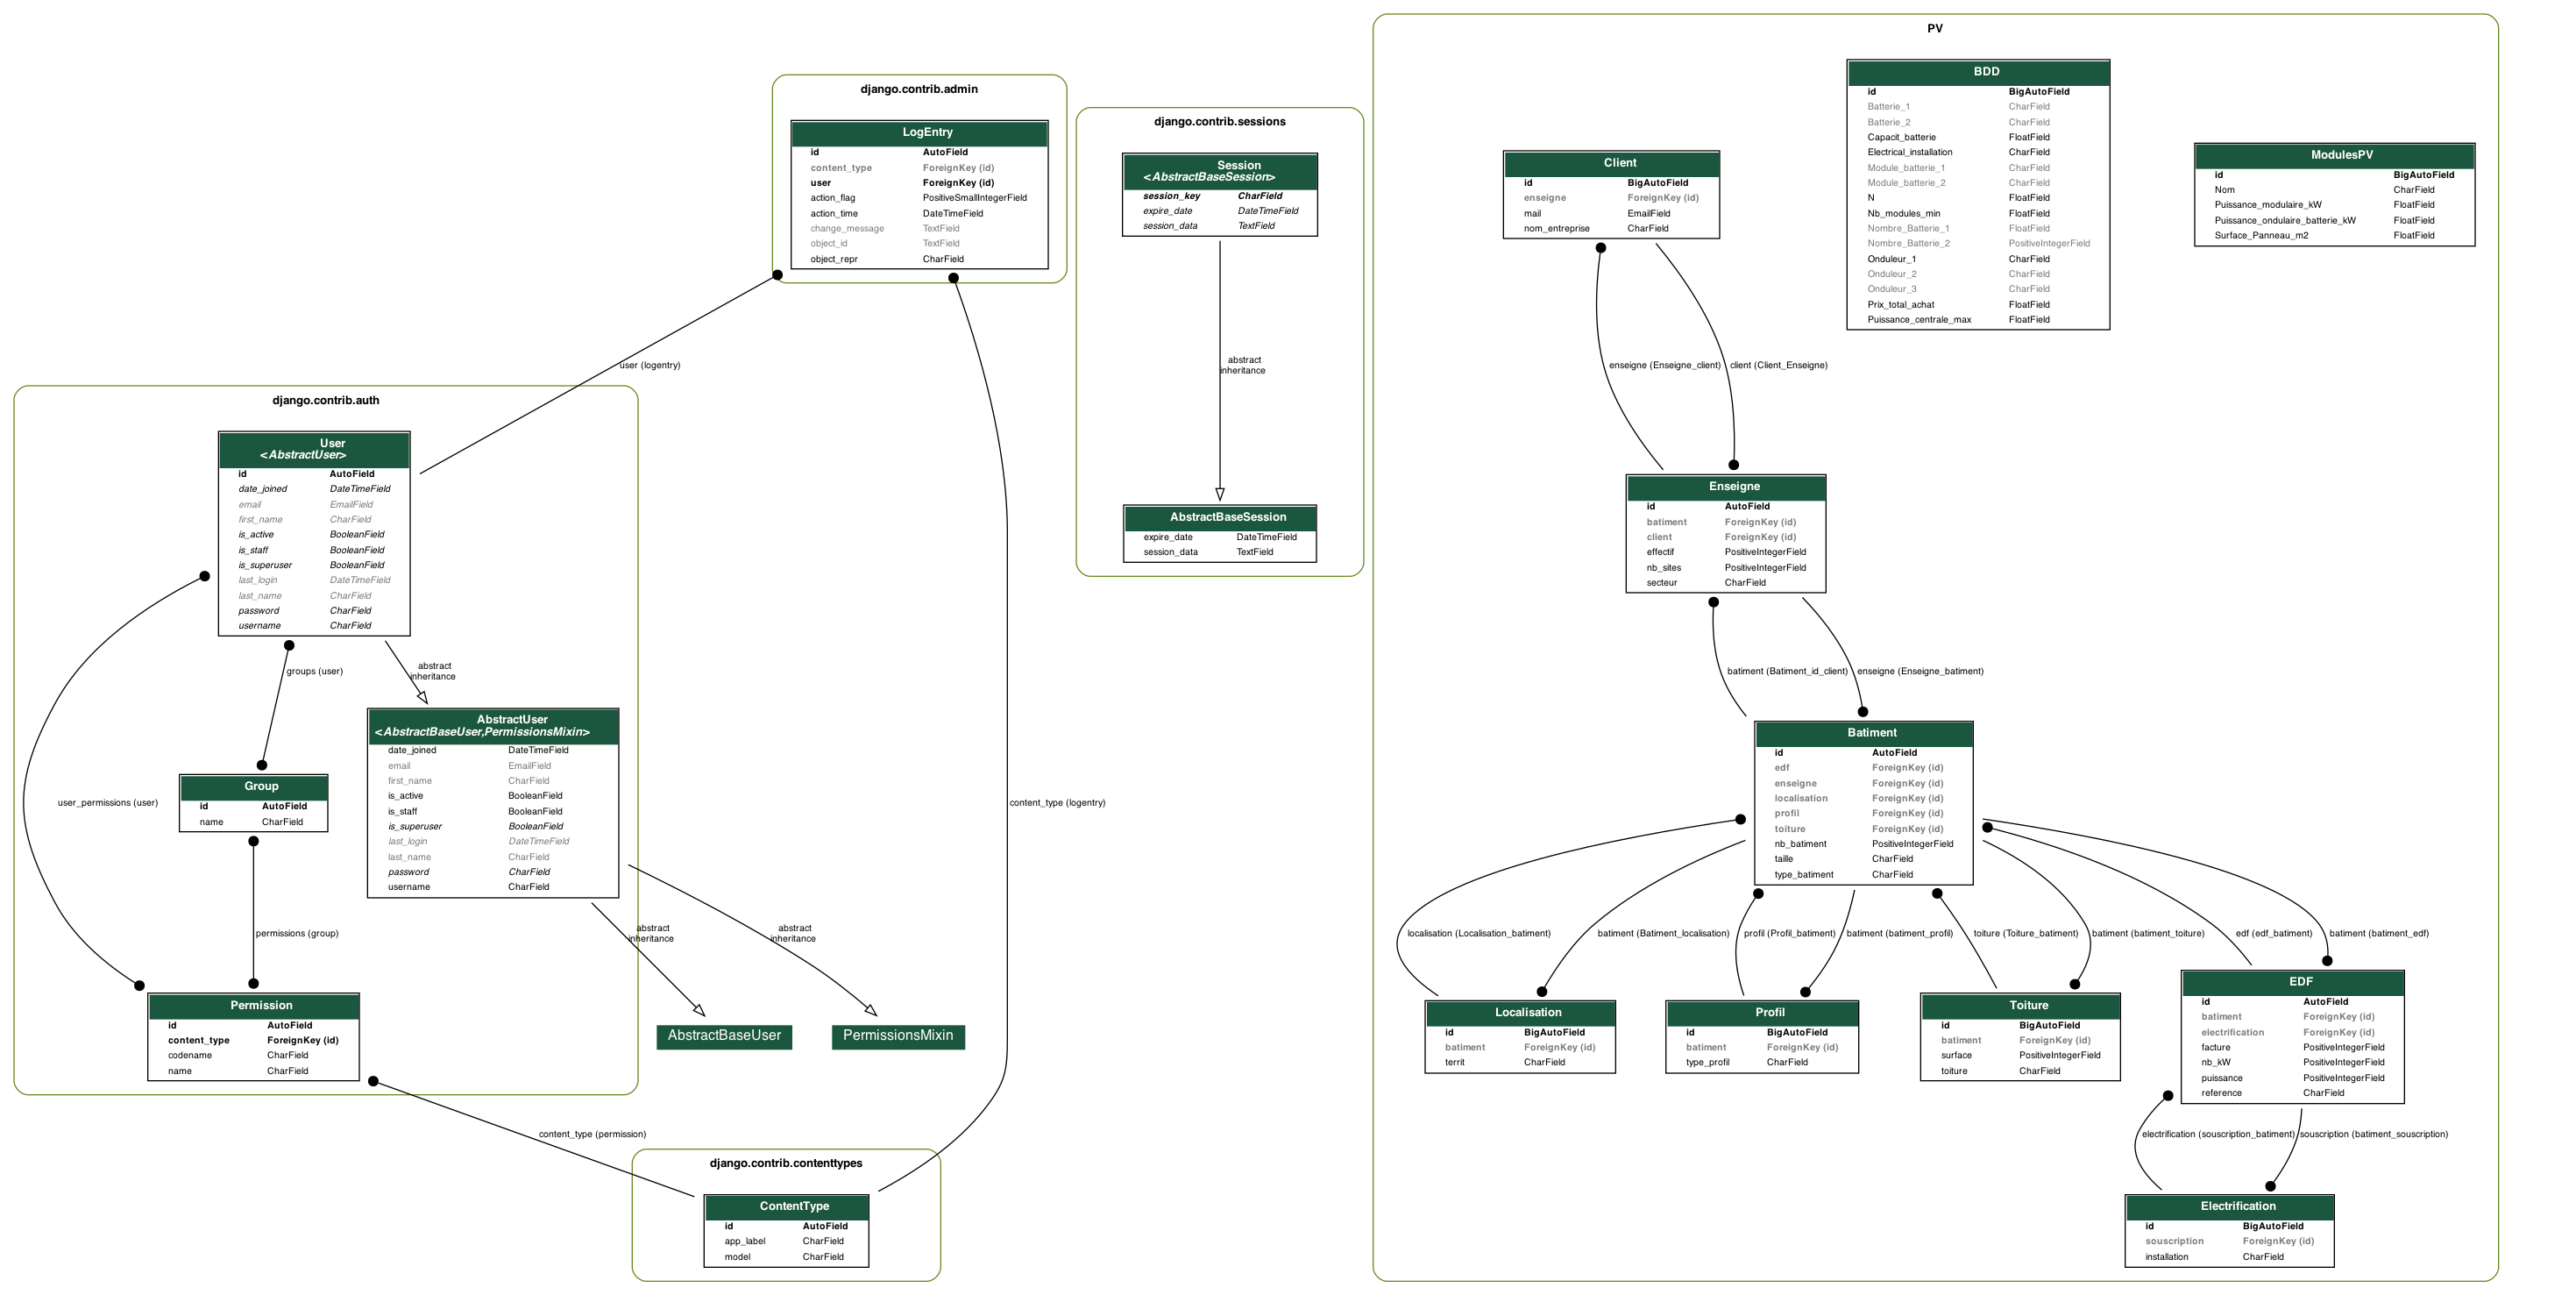 PV
BDD
id BigAutoField
Batterie_1 CharField
Batterie_2 CharField
Capacit_batterie FloatField
Electrical_installation CharField
Module_batterie_1 CharField
Module_batterie_2 CharField
N FloatField
Nb_modules_min FloatField
Nombre_Batterie_1 FloatField
Nombre_Batterie_2 PositiveIntegerField
Onduleur_1 CharField
Onduleur_2 CharField
Onduleur_3 CharField
Prix_total_achat FloatField
Puissance_centrale_max FloatField
ModulesPV
id BigAutoField
Nom CharField
Puissance_modulaire_kW FloatField
Puissance_ondulaire_batterie_kW FloatField
Surface_Panneau_m2 FloatField
Client
id BigAutoField
enseigne ForeignKey (id)
mail EmailField
nom_entreprise CharField
enseigne (Enseigne_client)
client (Client_Enseigne)
Enseigne
id AutoField
batiment ForeignKey (id)
client ForeignKey (id)
effectif PositiveIntegerField
nb_sites PositiveIntegerField
secteur CharField
batiment (Batiment_id_client)
enseigne (Enseigne_batiment)
Batiment
id AutoField
edf ForeignKey (id)
enseigne ForeignKey (id)
localisation ForeignKey (id)
profil ForeignKey (id)
toiture ForeignKey (id)
nb_batiment PositiveIntegerField
taille CharField
type_batiment CharField
localisation (Localisation_batiment)
batiment (Batiment_localisation)
profil (Profil_batiment)
batiment (batiment_profil)
toiture (Toiture_batiment)
batiment (batiment_toiture)
edf (edf_batiment)
batiment (batiment_edf)
Localisation
id BigAutoField
batiment ForeignKey (id)
territ CharField
Profil
id BigAutoField
batiment ForeignKey (id)
type_profil CharField
Toiture
id BigAutoField
batiment ForeignKey (id)
surface PositiveIntegerField
toiture CharField
EDF
id AutoField
batiment ForeignKey (id)
electrification ForeignKey (id)
facture PositiveIntegerField
nb_kW PositiveIntegerField
puissance PositiveIntegerField
reference CharField
electrification (souscription_batiment)
souscription (batiment_souscription)
Electrification
id BigAutoField
souscription ForeignKey (id)
installation CharField
django.contrib.admin
LogEntry
id AutoField
content_type ForeignKey (id)
user ForeignKey (id)
action_flag PositiveSmallIntegerField
action_time DateTimeField
change_message TextField
object_id TextField
object_repr CharField
user (logentry)
content_type (logentry)
django.contrib.sessions
Session
<AbstractBaseSession>
session_key CharField
expire_date DateTimeField
session_data TextField
abstract
inheritance
AbstractBaseSession
expire_date DateTimeField
session_data TextField
django.contrib.auth
User
<AbstractUser>
id AutoField
date_joined DateTimeField
email EmailField
first_name CharField
is_active BooleanField
is_staff BooleanField
is_superuser BooleanField
last_login DateTimeField
last_name CharField
password CharField
username CharField
groups (user)
abstract
inheritance
user_permissions (user)
AbstractUser
<AbstractBaseUser,PermissionsMixin>
date_joined DateTimeField
email EmailField
first_name CharField
is_active BooleanField
is_staff BooleanField
is_superuser BooleanField
last_login DateTimeField
last_name CharField
password CharField
username CharField
Group
id AutoField
name CharField
permissions (group)
abstract
inheritance
abstract
inheritance
Permission
id AutoField
content_type ForeignKey (id)
codename CharField
name CharField
AbstractBaseUser
PermissionsMixin
content_type (permission)
django.contrib.contenttypes
ContentType
id AutoField
app_label CharField
model CharField